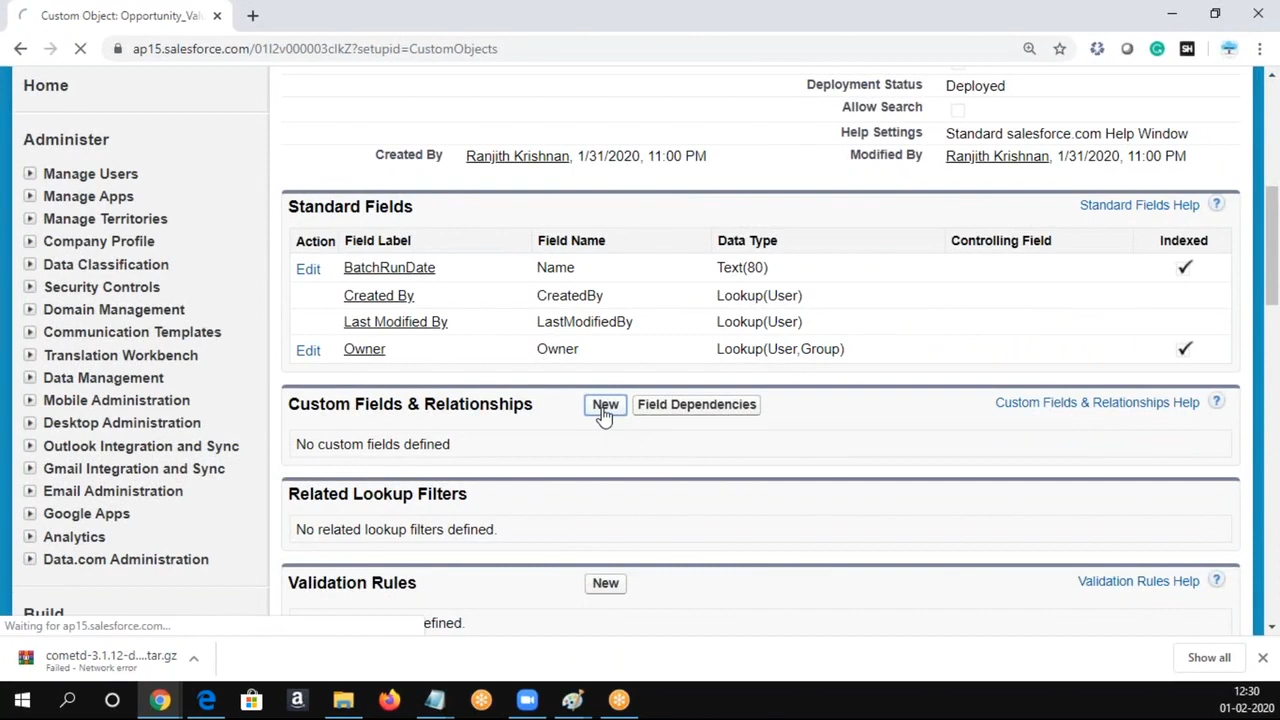 Custom Object: Opportunity_Val
ap15.salesforce.com/01I2v000003clkZ?setupid=CustomObjects
SH
Home
Administer
Manage Users
Manage Apps
Manage Territories
Company Profile
Data Classification
Security Controls
Domain Management
Communication Templates
Translation Workbench
Data Management
Mobile Administration
Desktop Administration
Outlook Integration and Sync
Gmail Integration and Sync
Email Administration
Google Apps
Analytics
Data.com Administration
Build
Deployment Status Deployed
Allow Search
Help Settings Standard salesforce.com Help Window
Created By Ranjith Krishnan, 1/31/2020, 11:00 PM Modified By Ranjith Krishnan, 1/31/2020, 11:00 PM
Standard Fields Standard Fields Help ?
Action Field Label Field Name Data Type Controlling Field Indexed
Edit BatchRunDate Name Text(80)
Created By CreatedBy Lookup(User)
Last Modified By LastModifiedBy Lookup(User)
Edit Owner Owner Lookup(User,Group)
Custom Fields & Relationships New Field Dependencies Custom Fields & Relationships Help ?
No custom fields defined
Related Lookup Filters
No related lookup filters defined.
Validation Rules New Validation Rules Help ?
efined.
Waiting for ap15.salesforce.com...
cometd-3.1.12-d....tar.gz
Failed - Network error
Show all
12:30
01-02-2020